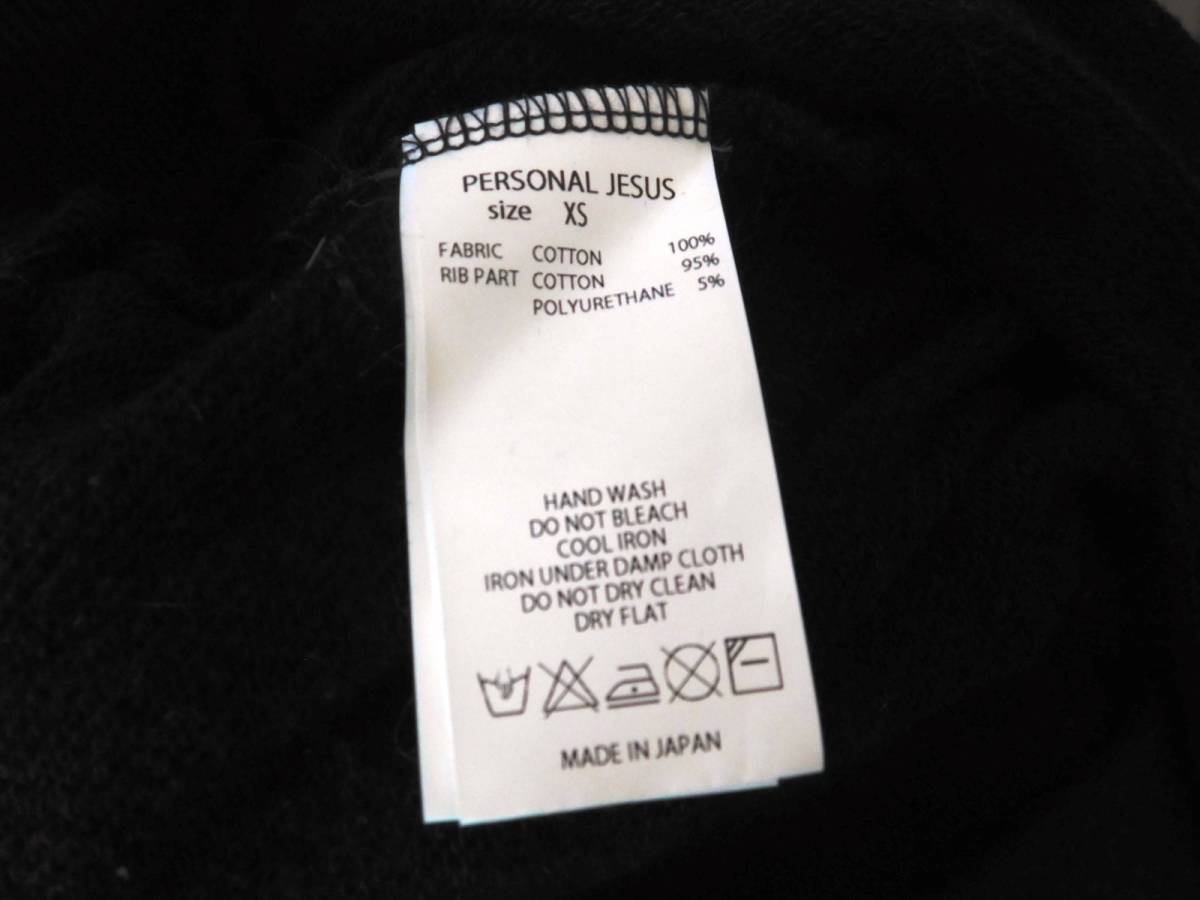 PERSONAL JESUS
size XS
FABRIC COTTON 100%
RIB PART COTTON 95%
POLYURETHANE 5%
HAND WASH
DO NOT BLEACH
COOL IRON
IRON UNDER DAMP CLOTH
DO NOT DRY CLEAN
DRY FLAT
MADE IN JAPAN